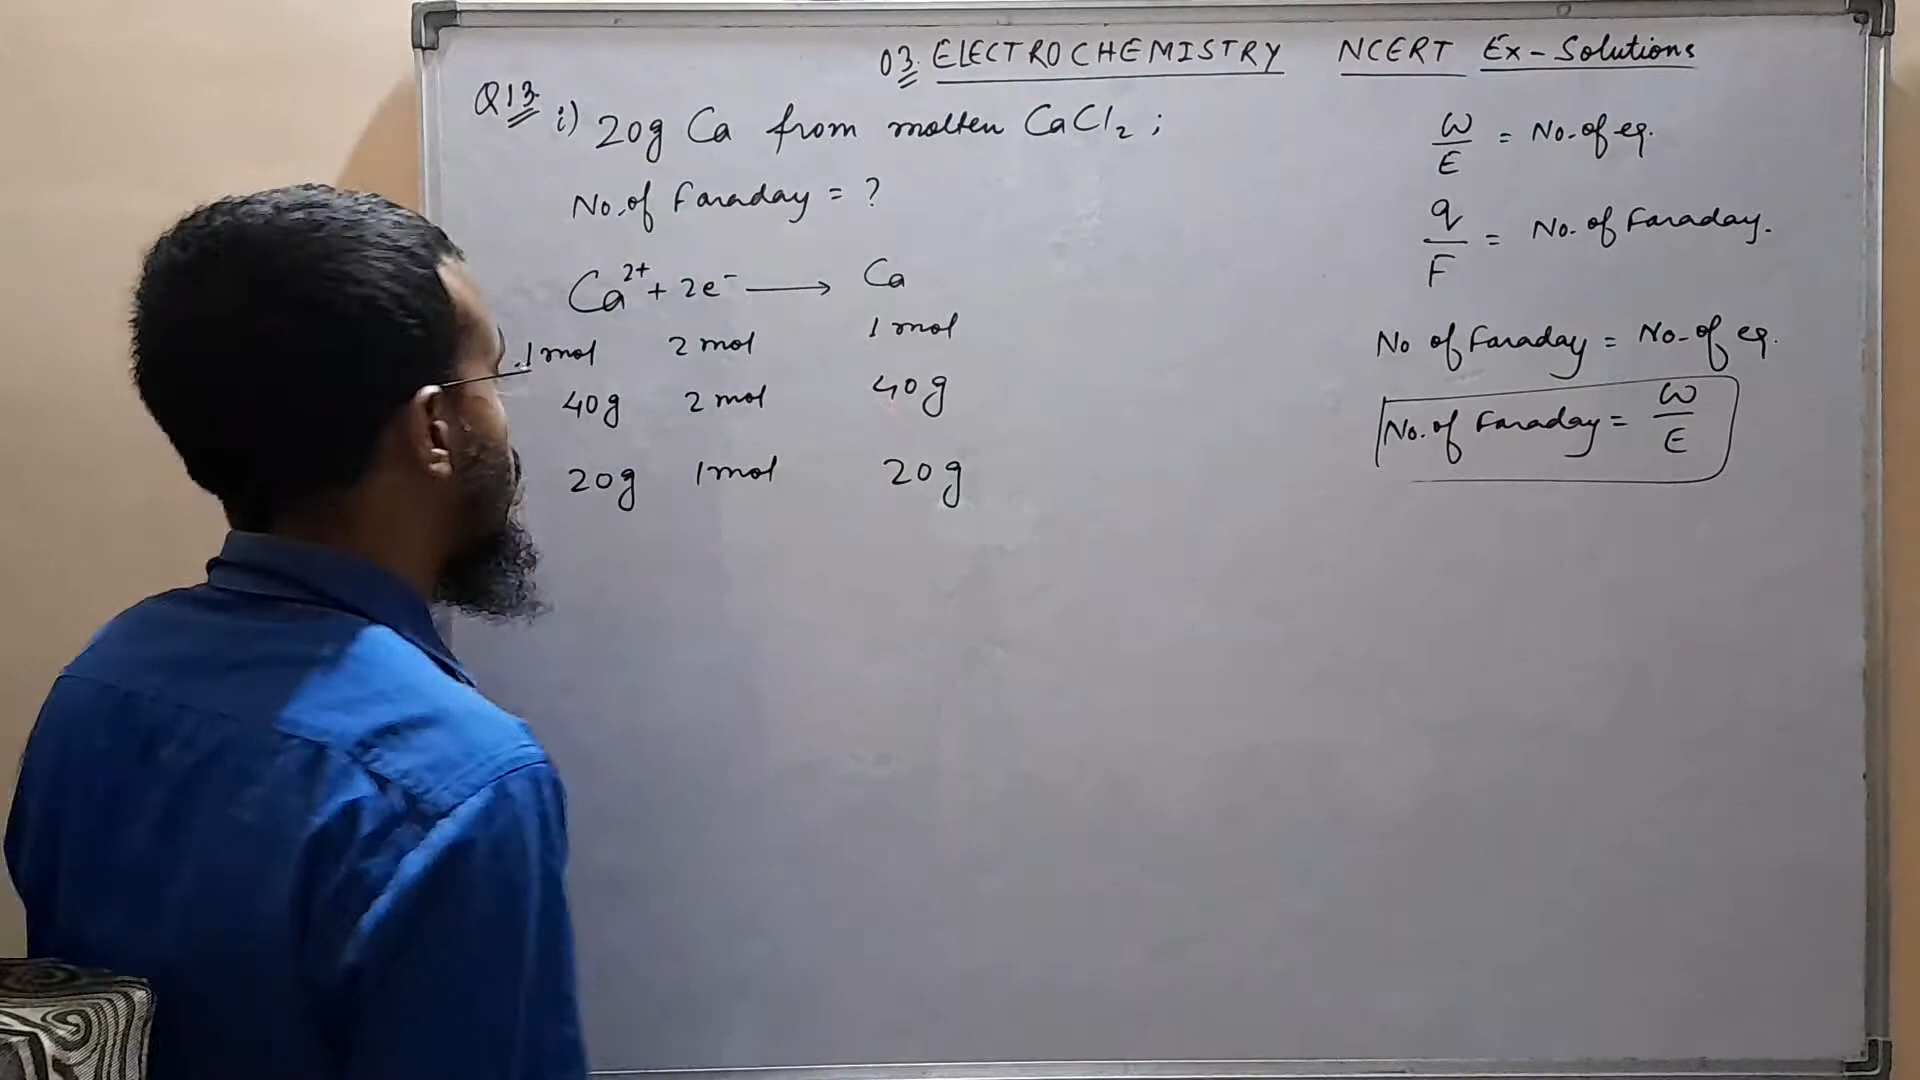 03. ELECTROCHEMISTRY NCERT Ex-Solutions
Q13. i) 20g Ca from molten CaCl₂ ;
No. of Faraday = ?
Ca²⁺ + 2e⁻ ⟶ Ca
1 mol 2 mol 1 mol
40g 2 mol 40g
20g 1 mol 20g
W/E = No. of eq.
q/F = No. of Faraday.
No of Faraday = No. of eq.
No. of Faraday = W/E